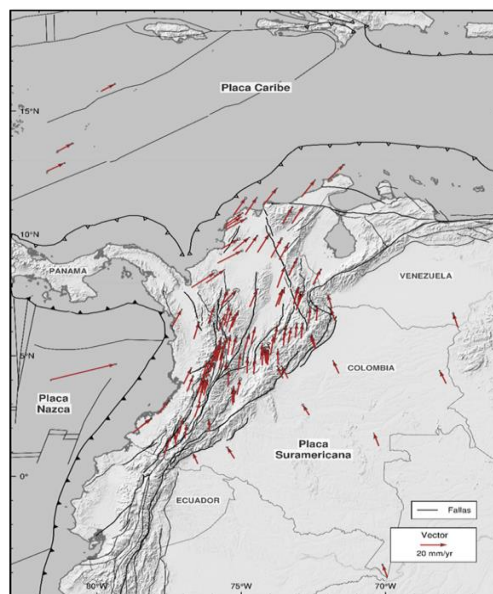 Placa Caribe
15°N
10°N
PANAMA
VENEZUELA
5°N
COLOMBIA
Placa
Nazca
Placa
Suramericana
0°
ECUADOR
Fallas
Vector
20 mm/yr
80°W
75°W
70°W